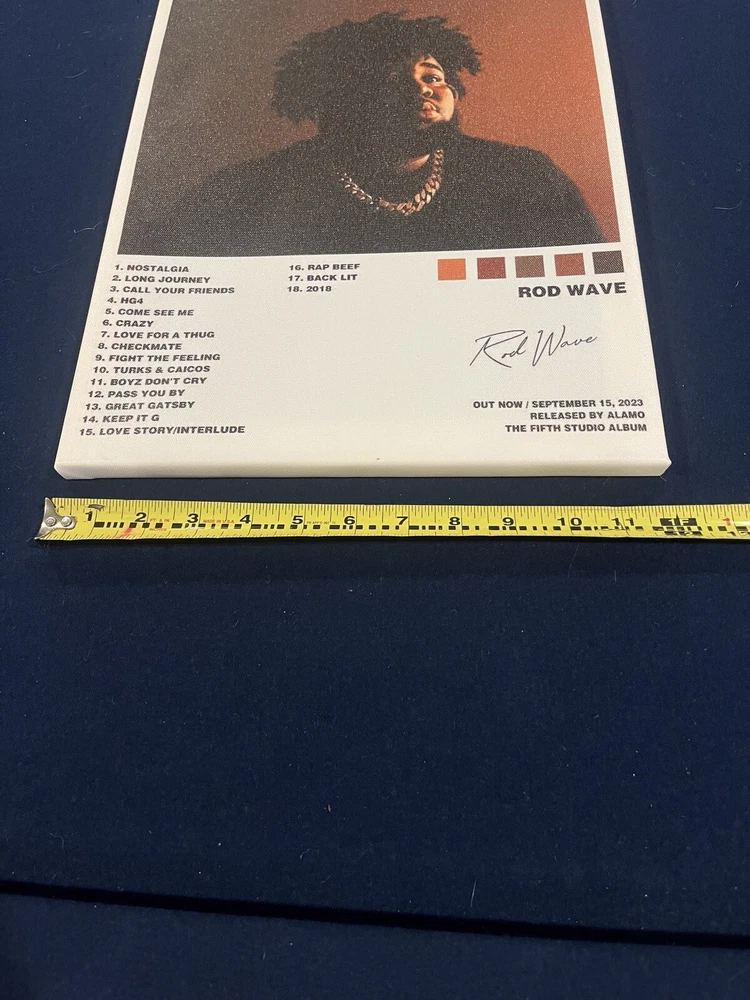 1. NOSTALGIA
2. LONG JOURNEY
3. CALL YOUR FRIENDS
4. HG4
5. COME SEE ME
6. CRAZY
7. LOVE FOR A THUG
8. CHECKMATE
9. FIGHT THE FEELING
10. TURKS & CAICOS
11. BOYZ DON'T CRY
12. PASS YOU BY
13. GREAT GATSBY
14. KEEP IT G
15. LOVE STORY/INTERLUDE
16. RAP BEEF
17. BACK LIT
18. 2018
ROD WAVE
Rod Wave
OUT NOW / SEPTEMBER 15, 2023
RELEASED BY ALAMO
THE FIFTH STUDIO ALBUM
1 2 3 MADE IN U.S.A. 4 5 6 7 8 9 10 11 1F